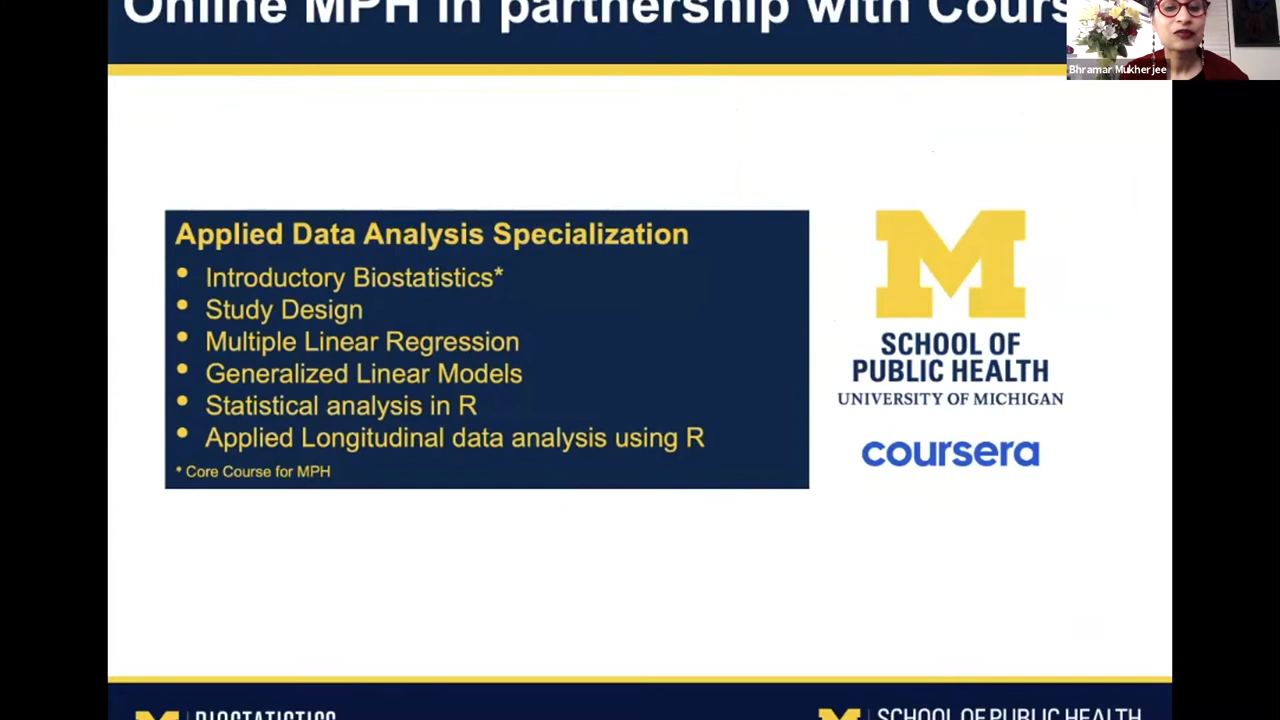 Online MPH in partnership with Cours
Bhramar Mukherjee
Applied Data Analysis Specialization
• Introductory Biostatistics*
• Study Design
• Multiple Linear Regression
• Generalized Linear Models
• Statistical analysis in R
• Applied Longitudinal data analysis using R
* Core Course for MPH
M
SCHOOL OF
PUBLIC HEALTH
UNIVERSITY OF MICHIGAN
coursera
M | BIOSTATISTICS
M | SCHOOL OF PUBLIC HEALTH